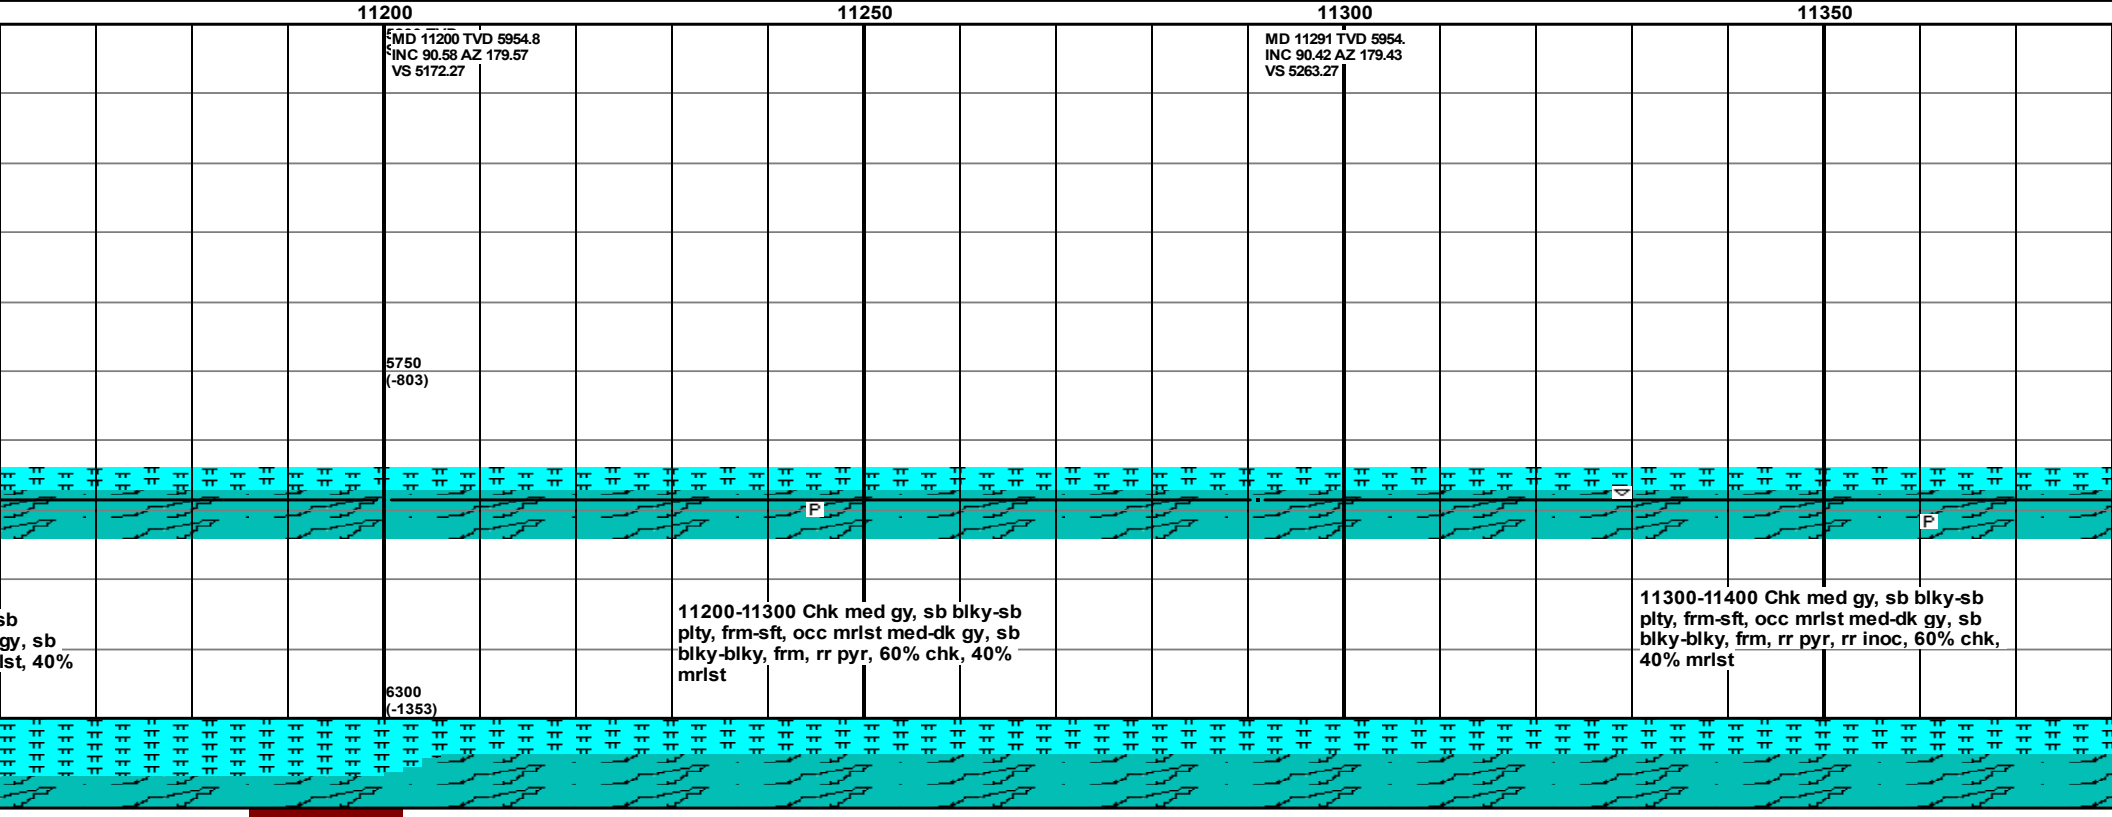 11200
11250
11300
11350
MD 11200 TVD 5954.8
INC 90.58 AZ 179.57
VS 5172.27
MD 11291 TVD 5954.
INC 90.42 AZ 179.43
VS 5263.27
5750
(-803)
P
P
sb
gy, sb
lst, 40%
11200-11300 Chk med gy, sb blky-sb
plty, frm-sft, occ mrlst med-dk gy, sb
blky-blky, frm, rr pyr, 60% chk, 40%
mrlst
11300-11400 Chk med gy, sb blky-sb
plty, frm-sft, occ mrlst med-dk gy, sb
blky-blky, frm, rr pyr, rr inoc, 60% chk,
40% mrlst
6300
(-1353)